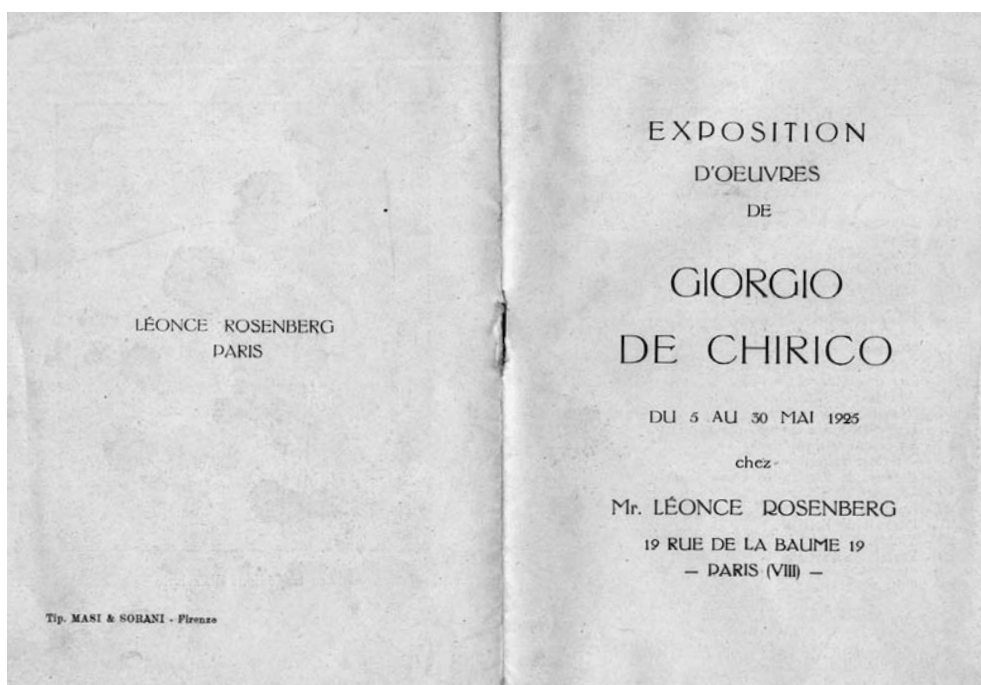 LÉONCE ROSENBERG
PARIS
Tip. MASI & SORANI - Firenze
EXPOSITION
D'OEUVRES
DE
GIORGIO
DE CHIRICO
DU 5 AU 30 MAI 1925
chez
Mr. LÉONCE ROSENBERG
19 RUE DE LA BAUME 19
— PARIS (VIII) —